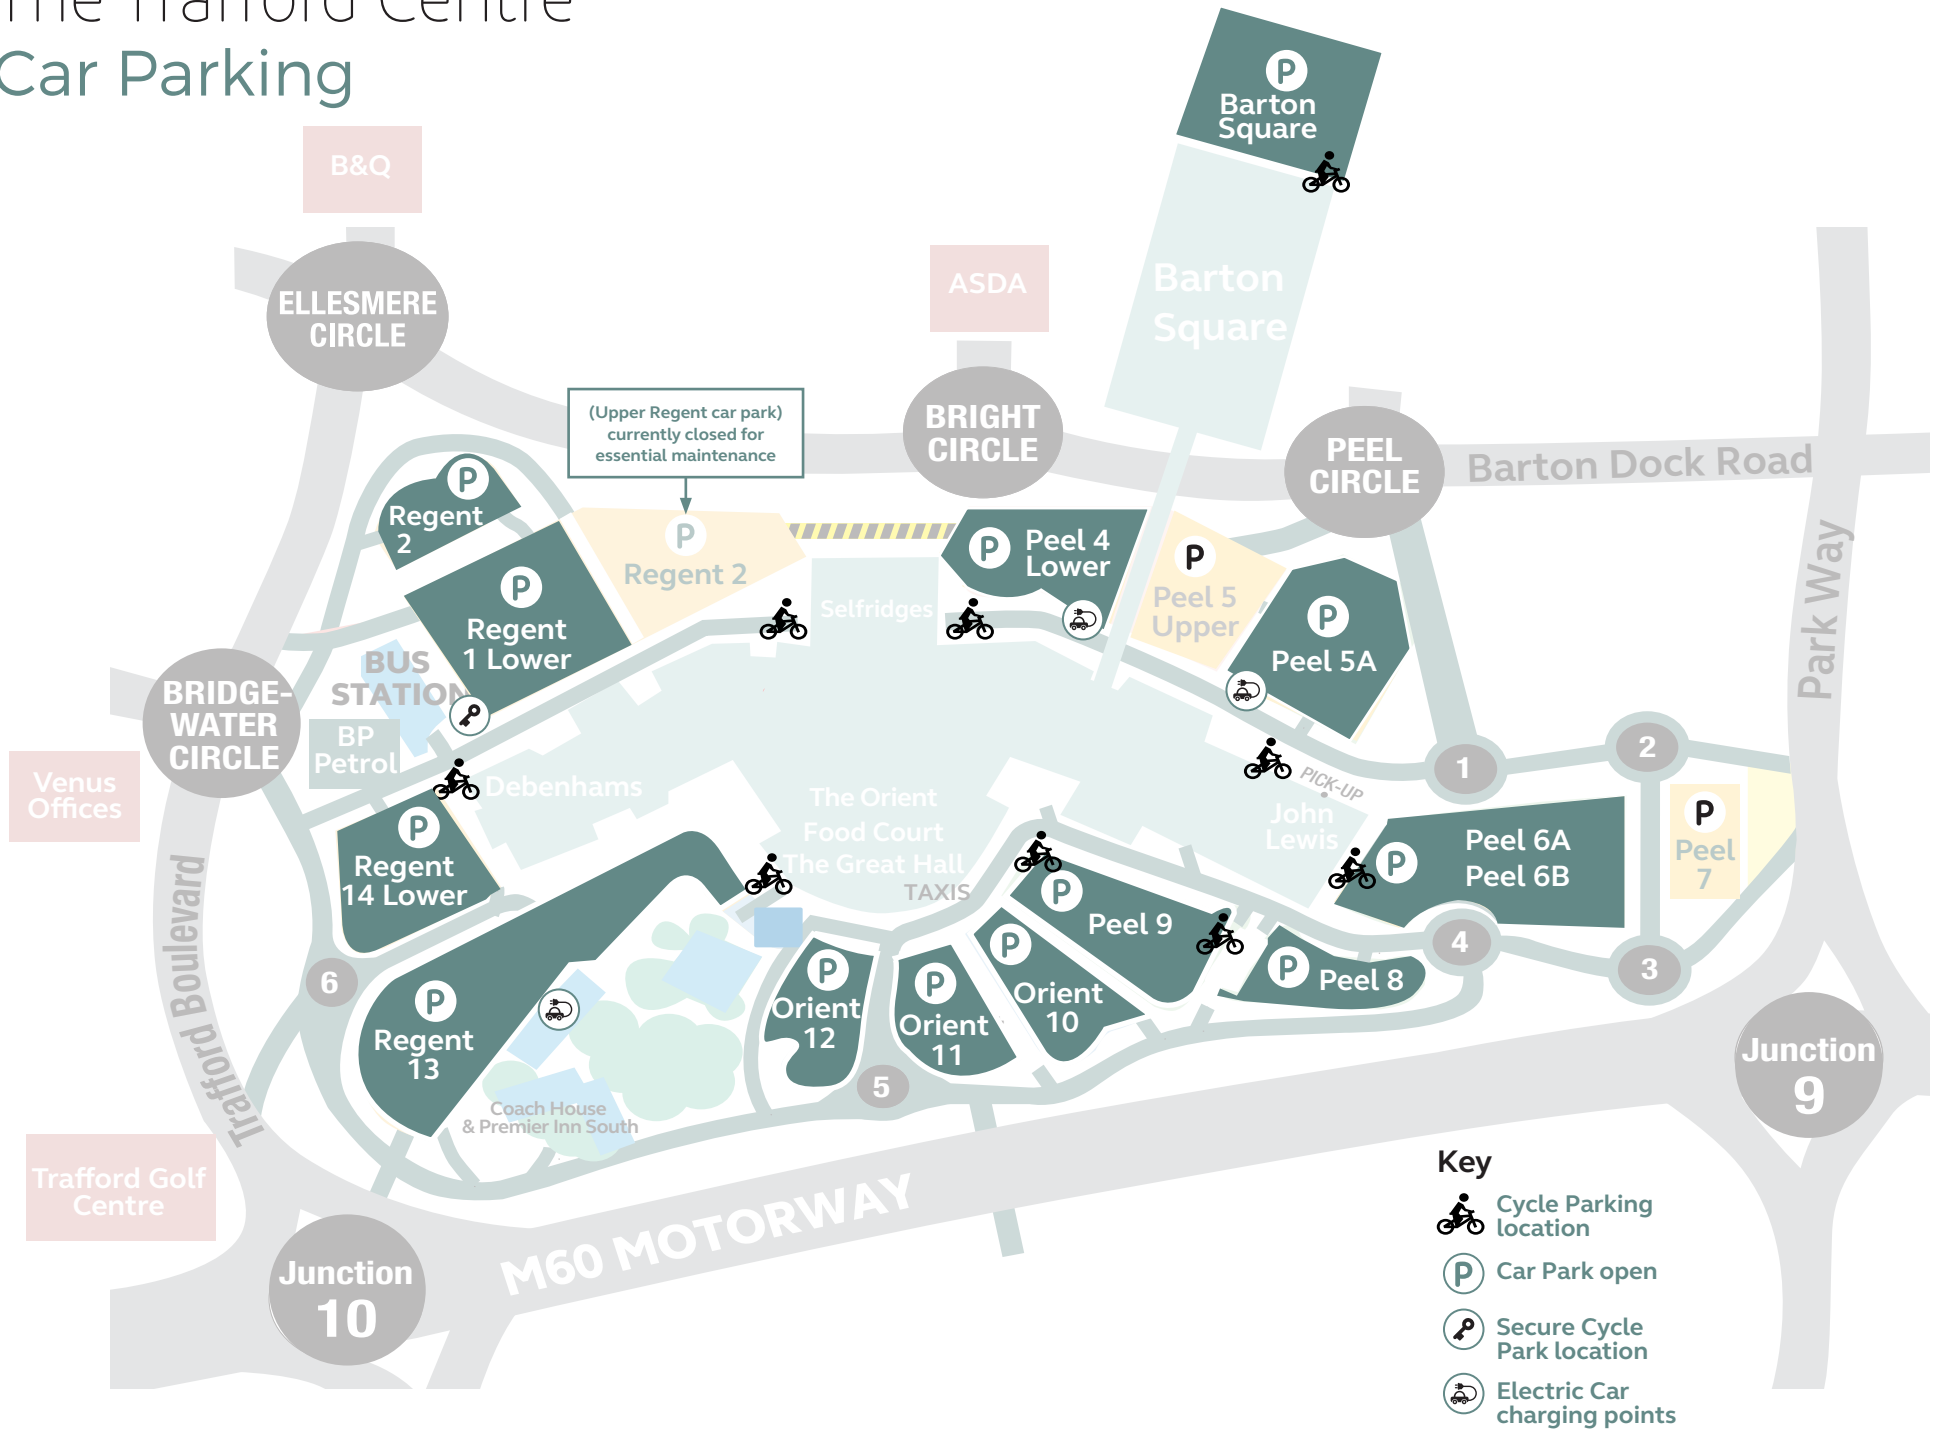 The Trafford Centre
Car Parking
P
Barton
Square
B&Q
ELLESMERE
CIRCLE
ASDA
Barton
Square
(Upper Regent car park)
currently closed for
essential maintenance
BRIGHT
CIRCLE
PEEL
CIRCLE
Barton Dock Road
Park Way
P
Regent
2
P
Regent 2
P
Peel 4
Lower
P
Peel 5
Upper
P
Peel 5A
P
Regent
1 Lower
Selfridges
BUS
STATION
BRIDGE-
WATER
CIRCLE
BP
Petrol
Venus
Offices
Debenhams
The Orient
Food Court
The Great Hall
TAXIS
PICK-UP
John
Lewis
1
2
P
Peel
7
P
Peel 6A
Peel 6B
P
Regent
14 Lower
P
Peel 9
4
3
P
Peel 8
6
Trafford Boulevard
P
Regent
13
P
Orient
12
P
Orient
11
P
Orient
10
5
Junction
9
Coach House
& Premier Inn South
Trafford Golf
Centre
M60 MOTORWAY
Junction
10
Key
Cycle Parking
location
P
Car Park open
Secure Cycle
Park location
Electric Car
charging points